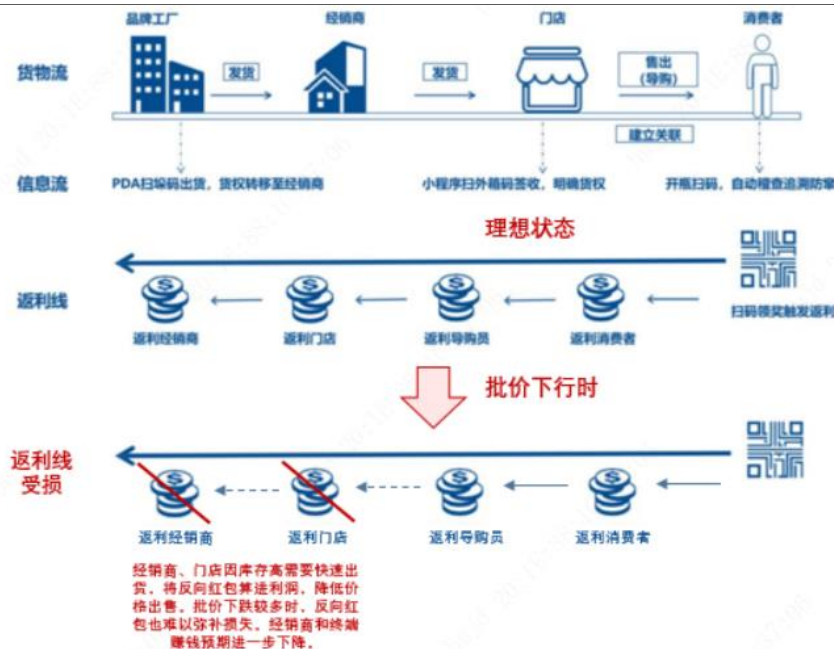 品牌工厂
经销商
门店
消费者
货物流
发货
发货
售出
（导购）
建立关联
信息流
PDA扫垛码出货，货权转移至经销商
小程序扫外箱码签收，明确货权
开瓶扫码，自动稽查追溯防窜
理想状态
返利线
返利经销商
返利门店
返利导购员
返利消费者
扫码领奖触发返利
批价下行时
返利线
受损
返利经销商
返利门店
返利导购员
返利消费者
经销商、门店因库存高需要快速出
货，将反向红包算进利润，降低价
格出售。批价下跌较多时，反向红
包也难以弥补损失，经销商和终端
赚钱预期进一步下降。